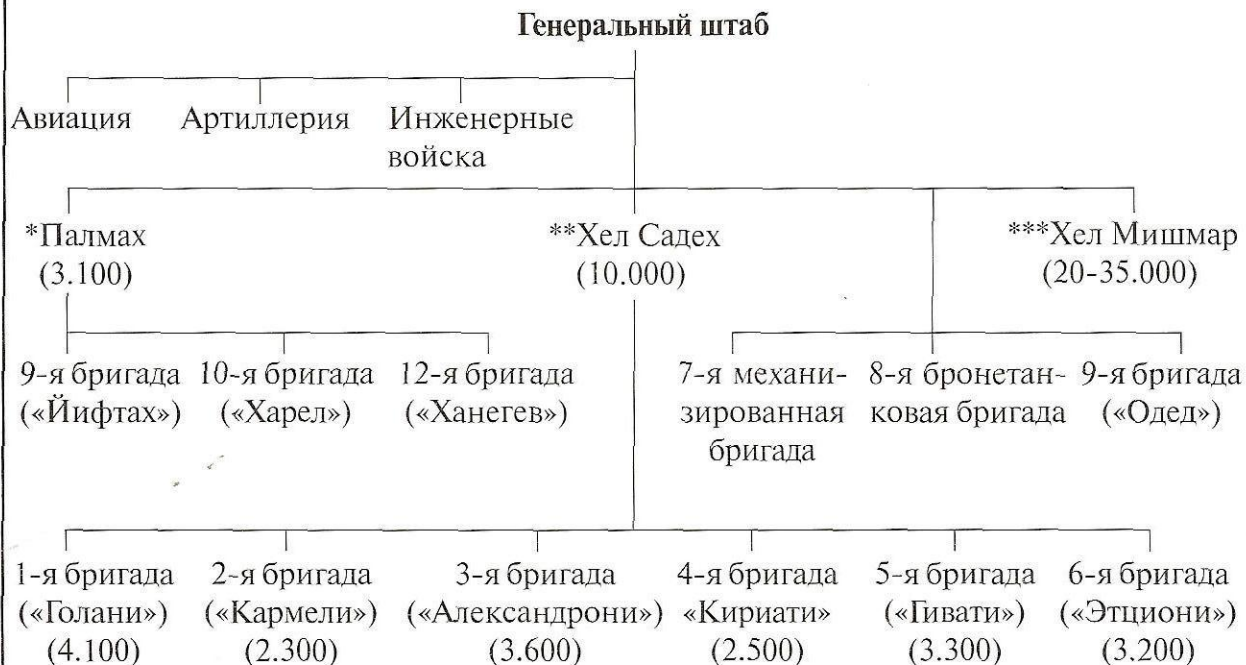 Генеральный штаб
Авиация Артиллерия Инженерные
войска
*Палмах **Хел Садех ***Хел Мишмар
(3.100) (10.000) (20-35.000)
9-я бригада 10-я бригада 12-я бригада 7-я механи- 8-я бронетан- 9-я бригада
(«Йифтах») («Харел») («Ханегев») зированная ковая бригада («Одед»)
бригада
1-я бригада 2-я бригада 3-я бригада 4-я бригада 5-я бригада 6-я бригада
(«Голани») («Кармели») («Александрони») «Кириати» («Гивати») («Этциони»)
(4.100) (2.300) (3.600) (2.500) (3.300) (3.200)